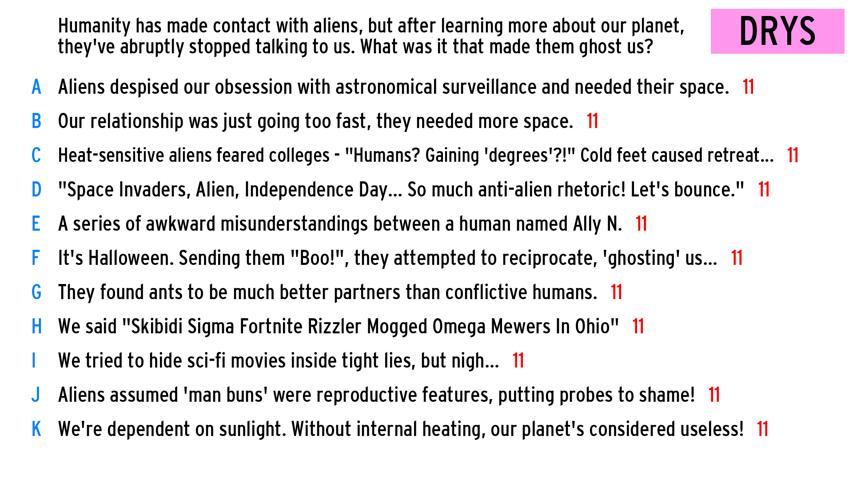 Humanity has made contact with aliens, but after learning more about our planet,
they've abruptly stopped talking to us. What was it that made them ghost us?
DRYS
A Aliens despised our obsession with astronomical surveillance and needed their space. 11
B Our relationship was just going too fast, they needed more space. 11
C Heat-sensitive aliens feared colleges - "Humans? Gaining 'degrees'?!" Cold feet caused retreat... 11
D "Space Invaders, Alien, Independence Day... So much anti-alien rhetoric! Let's bounce." 11
E A series of awkward misunderstandings between a human named Ally N. 11
F It's Halloween. Sending them "Boo!", they attempted to reciprocate, 'ghosting' us... 11
G They found ants to be much better partners than conflictive humans. 11
H We said "Skibidi Sigma Fortnite Rizzler Mogged Omega Mewers In Ohio" 11
I We tried to hide sci-fi movies inside tight lies, but nigh... 11
J Aliens assumed 'man buns' were reproductive features, putting probes to shame! 11
K We're dependent on sunlight. Without internal heating, our planet's considered useless! 11